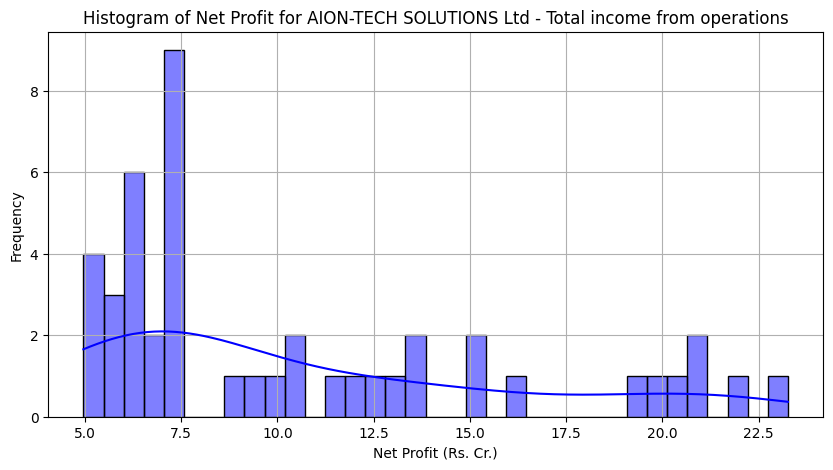 Histogram of Net Profit for AION-TECH SOLUTIONS Ltd - Total income from operations
Frequency
8
6
4
2
0
5.0 7.5 10.0 12.5 15.0 17.5 20.0 22.5
Net Profit (Rs. Cr.)